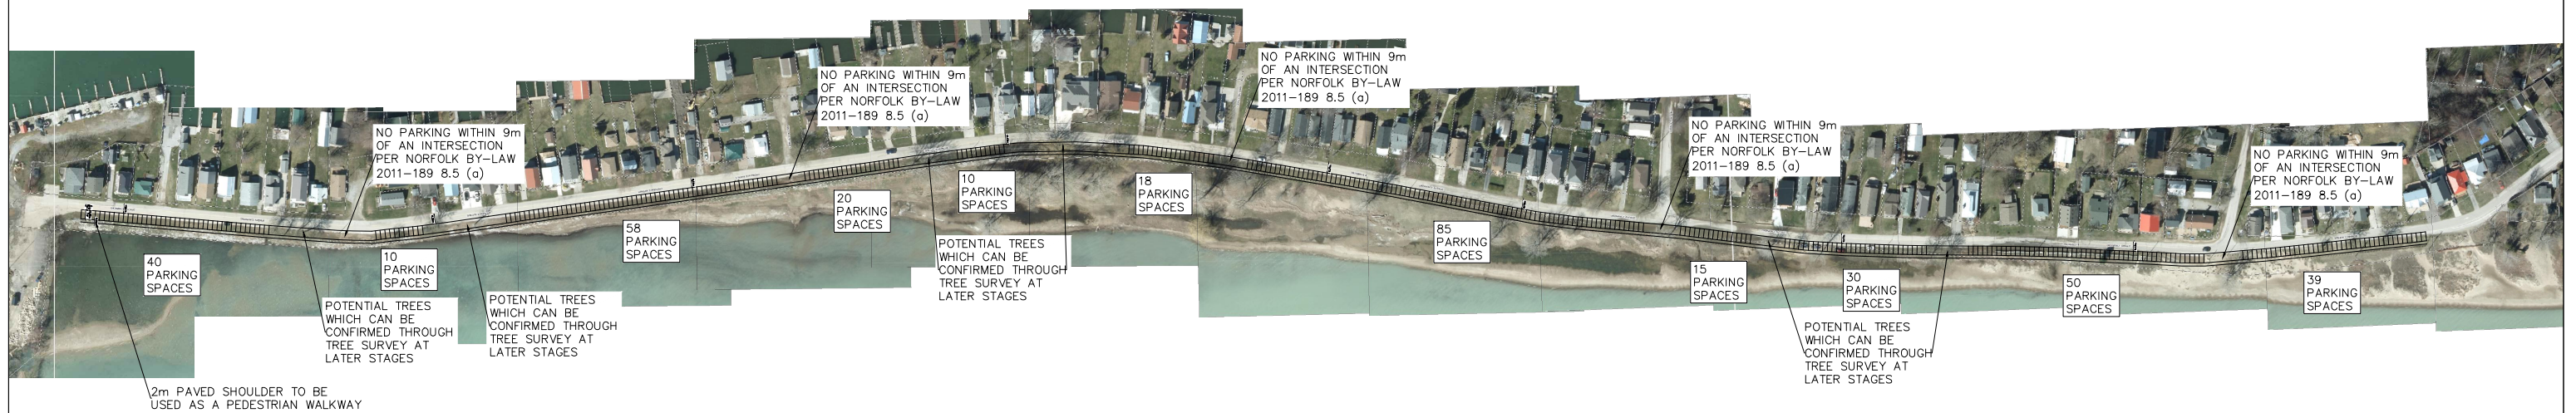 NO PARKING WITHIN 9m
OF AN INTERSECTION
PER NORFOLK BY-LAW
2011-189 8.5 (a)
NO PARKING WITHIN 9m
OF AN INTERSECTION
PER NORFOLK BY-LAW
2011-189 8.5 (a)
NO PARKING WITHIN 9m
OF AN INTERSECTION
PER NORFOLK BY-LAW
2011-189 8.5 (a)
NO PARKING WITHIN 9m
OF AN INTERSECTION
PER NORFOLK BY-LAW
2011-189 8.5 (a)
NO PARKING WITHIN 9m
OF AN INTERSECTION
PER NORFOLK BY-LAW
2011-189 8.5 (a)
40
PARKING
SPACES
10
PARKING
SPACES
58
PARKING
SPACES
20
PARKING
SPACES
10
PARKING
SPACES
18
PARKING
SPACES
85
PARKING
SPACES
15
PARKING
SPACES
30
PARKING
SPACES
50
PARKING
SPACES
39
PARKING
SPACES
POTENTIAL TREES
WHICH CAN BE
CONFIRMED THROUGH
TREE SURVEY AT
LATER STAGES
POTENTIAL TREES
WHICH CAN BE
CONFIRMED THROUGH
TREE SURVEY AT
LATER STAGES
POTENTIAL TREES
WHICH CAN BE
CONFIRMED THROUGH
TREE SURVEY AT
LATER STAGES
POTENTIAL TREES
WHICH CAN BE
CONFIRMED THROUGH
TREE SURVEY AT
LATER STAGES
2m PAVED SHOULDER TO BE
USED AS A PEDESTRIAN WALKWAY